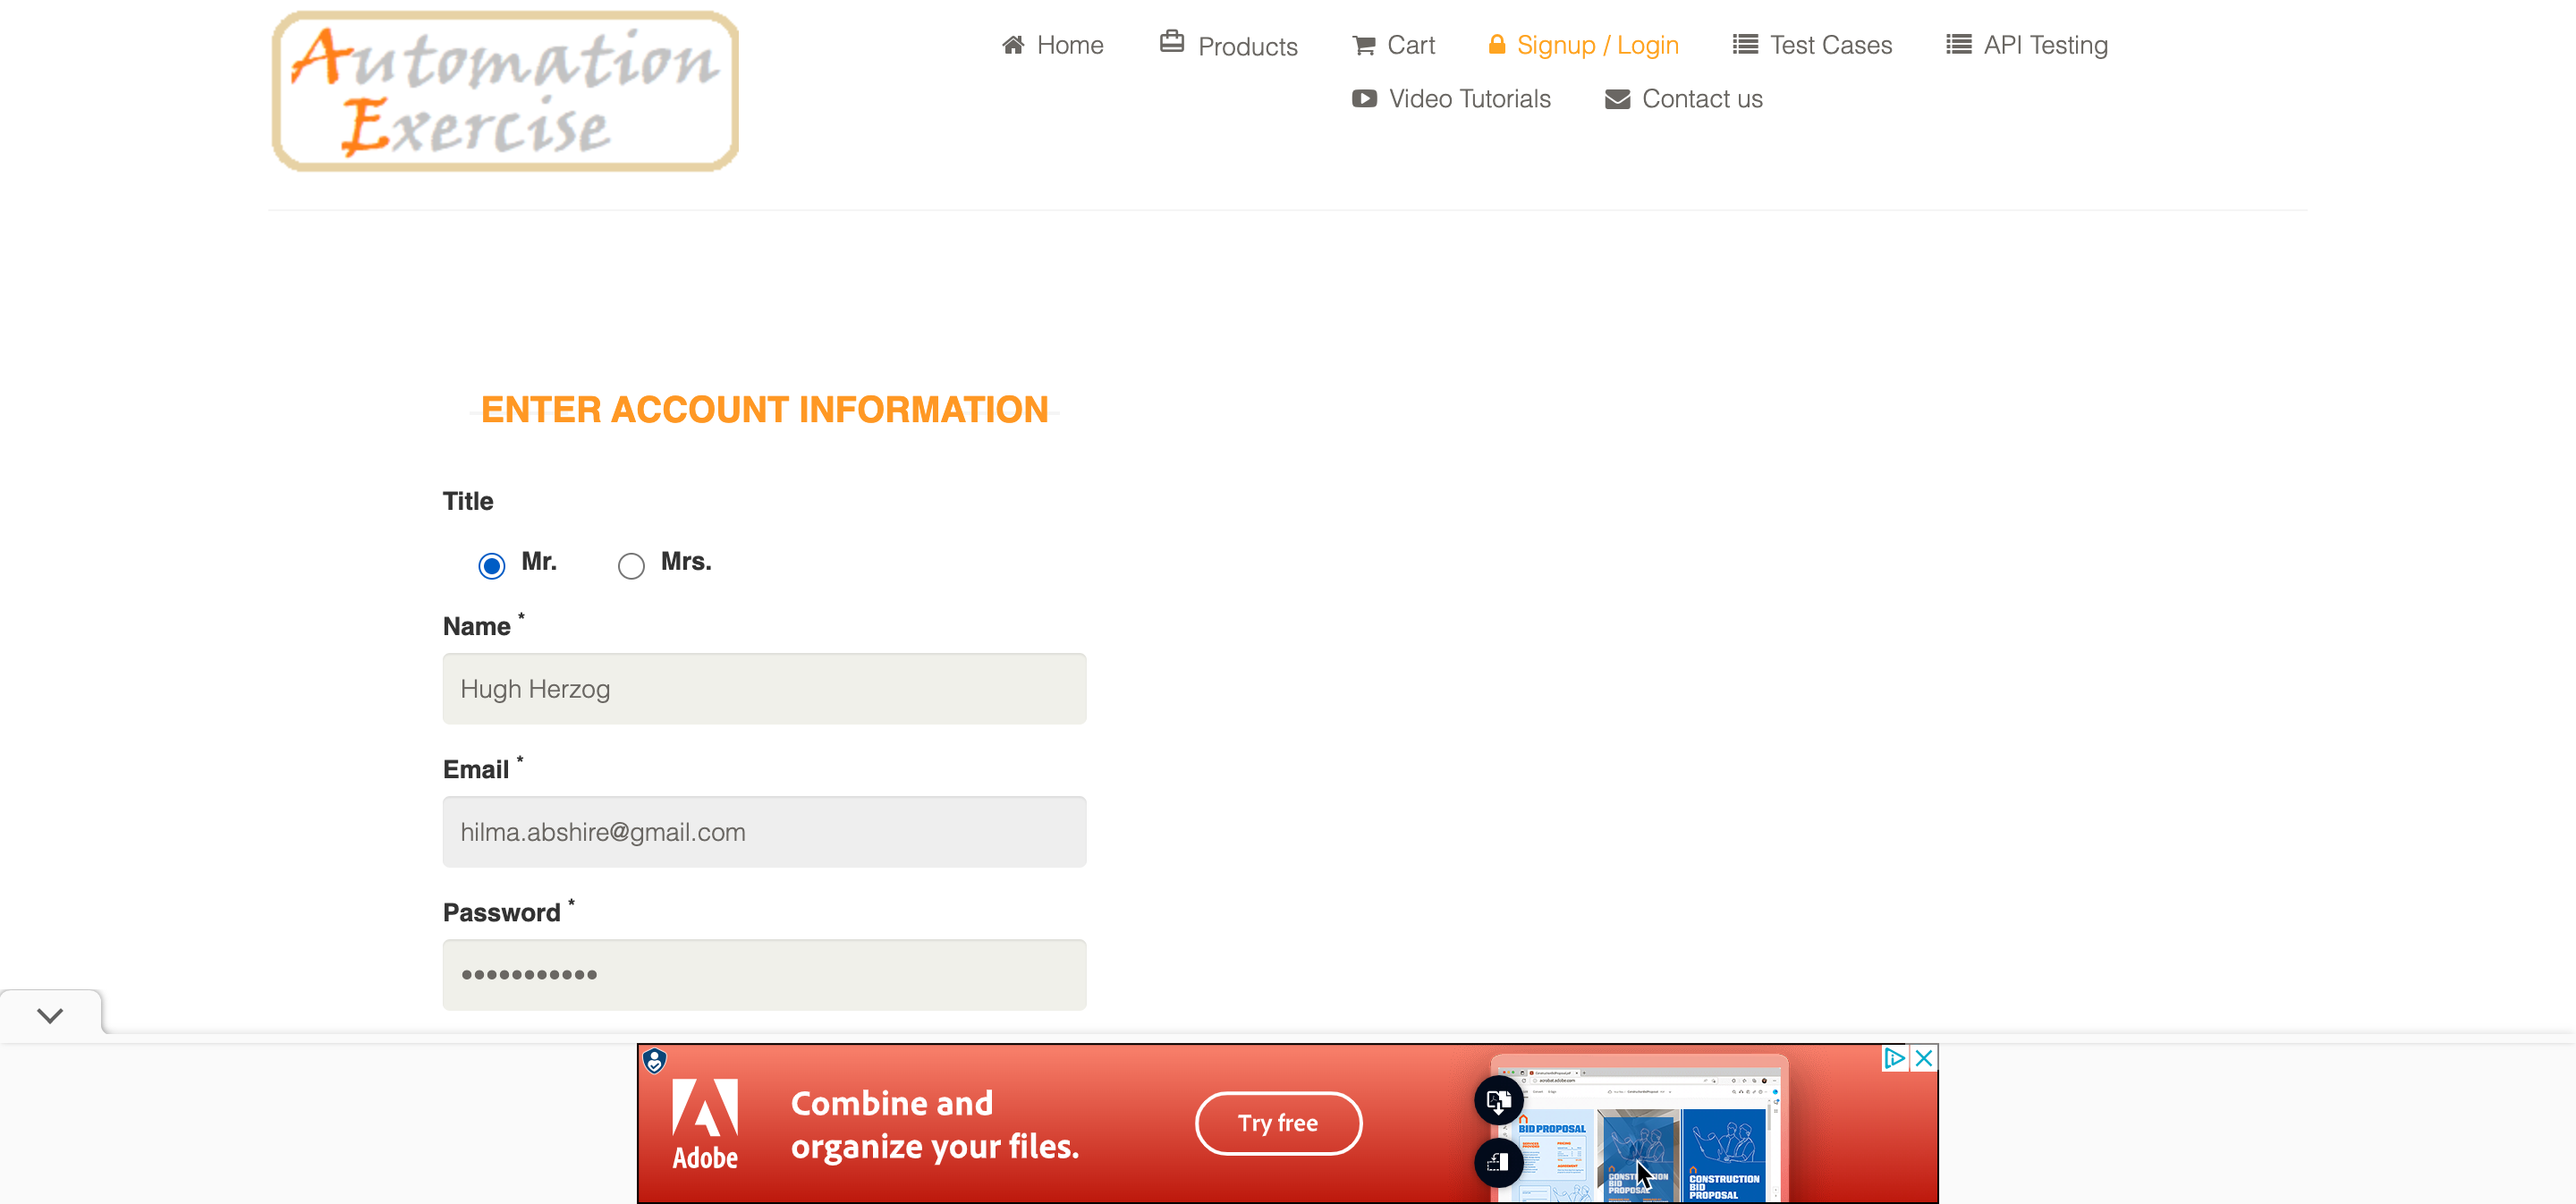 Automation
Exercise
Home
Products
Cart
Signup / Login
Test Cases
API Testing
Video Tutorials
Contact us
ENTER ACCOUNT INFORMATION
Title
Mr.
Mrs.
Name *
Hugh Herzog
Email *
hilma.abshire@gmail.com
Password *
•••••••••••
Adobe
Combine and
organize your files.
Try free
BID PROPOSAL
CONSTRUCTION
BID
PROPOSAL
CONSTRUCTION
BID
PROPOSAL